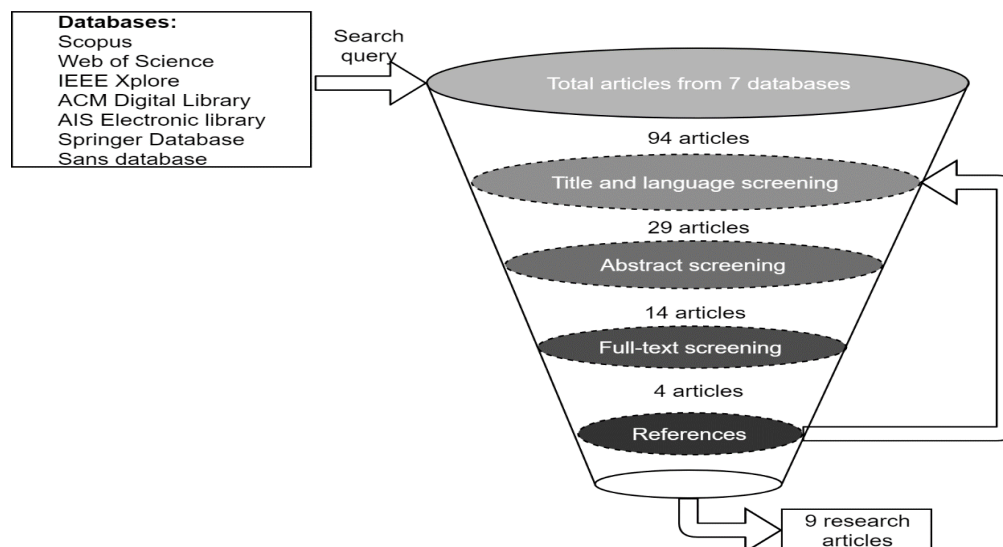 Databases:
Scopus
Web of Science
IEEE Xplore
ACM Digital Library
AIS Electronic library
Springer Database
Sans database
Search
query
Total articles from 7 databases
94 articles
Title and language screening
29 articles
Abstract screening
14 articles
Full-text screening
4 articles
References
9 research
articles